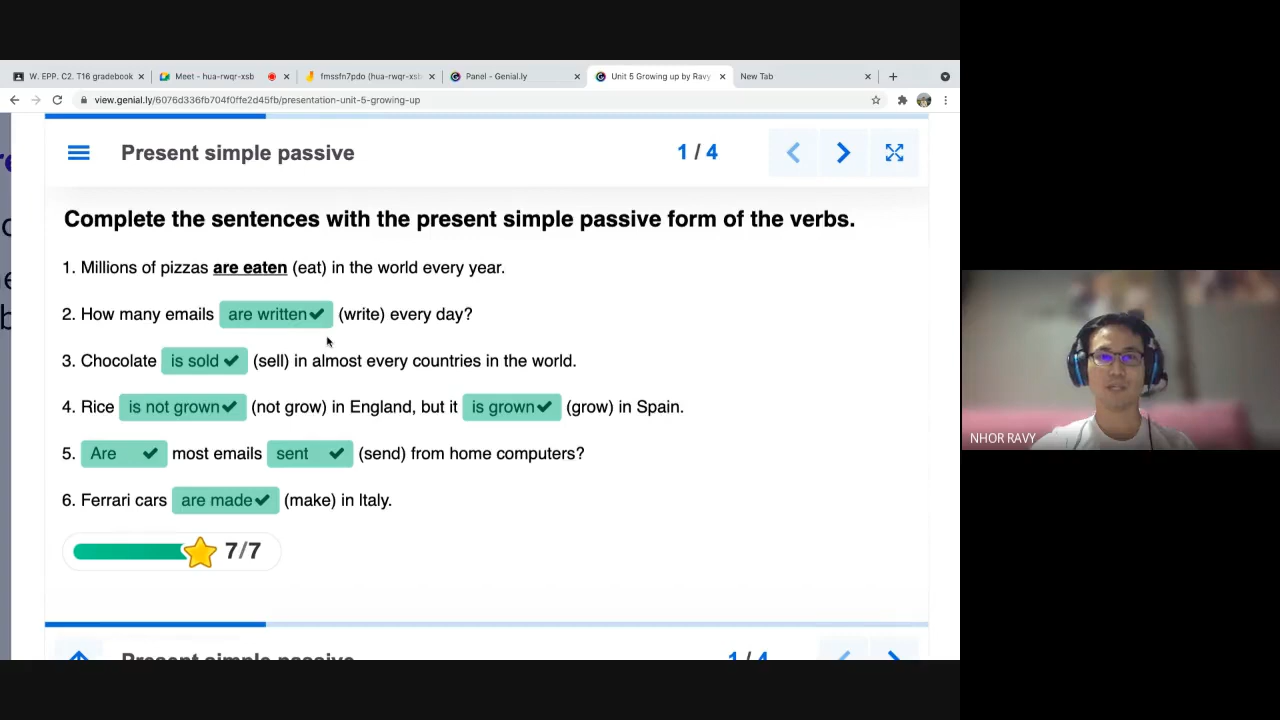 W. EPP. C2. T16 gradebook
Meet - hua-rwqr-xsb
fmssfn7pdo (hua-rwqr-xsb
Panel - Genial.ly
Unit 5 Growing up by Ravy
New Tab
view.genial.ly/6076d336fb704f0ffe2d45fb/presentation-unit-5-growing-up
Present simple passive
1 / 4
Complete the sentences with the present simple passive form of the verbs.
1. Millions of pizzas are eaten (eat) in the world every year.
2. How many emails are written (write) every day?
3. Chocolate is sold (sell) in almost every countries in the world.
4. Rice is not grown (not grow) in England, but it is grown (grow) in Spain.
5. Are most emails sent (send) from home computers?
6. Ferrari cars are made (make) in Italy.
7/7
Present simple passive
1 / 4
NHOR RAVY